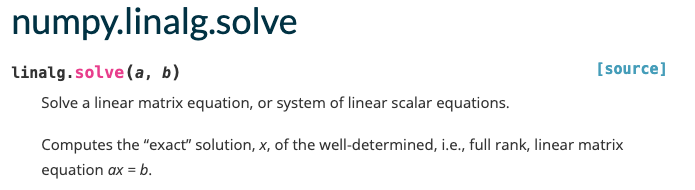 numpy.linalg.solve
linalg.solve(a, b) [source]
Solve a linear matrix equation, or system of linear scalar equations.
Computes the “exact” solution, x, of the well-determined, i.e., full rank, linear matrix
equation ax = b.